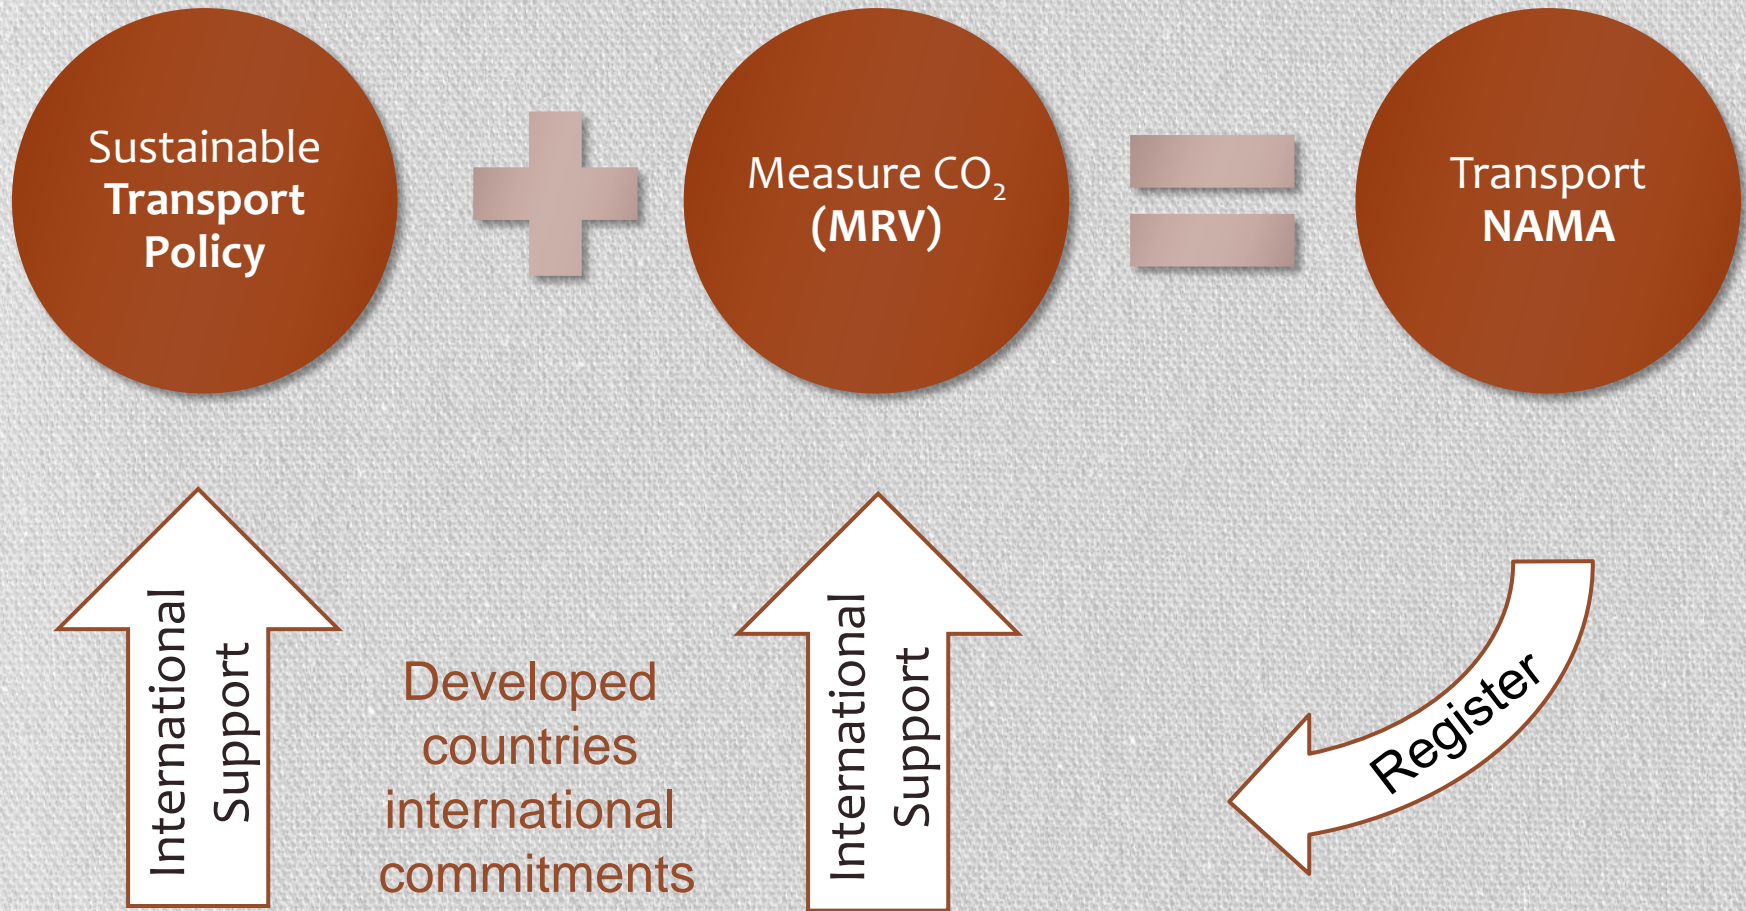 Sustainable
Transport
Policy
Measure CO₂
(MRV)
Transport
NAMA
International
Support
Developed
countries
international
commitments
International
Support
Register